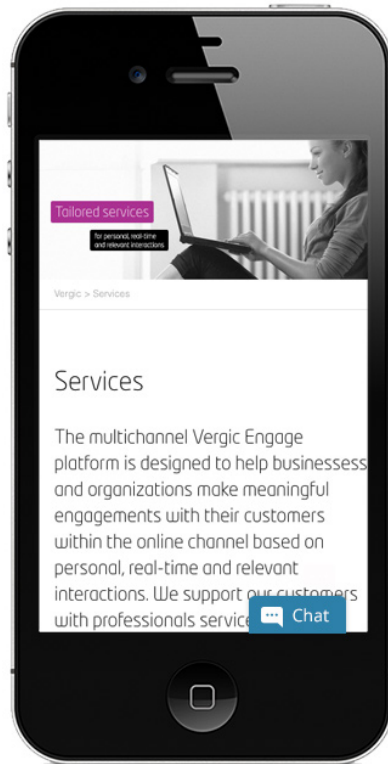 Tailored services
for personal, real-time
and relevant interactions
Vergic > Services
Services
The multichannel Vergic Engage
platform is designed to help businessess
and organizations make meaningful
engagements with their customers
within the online channel based on
personal, real-time and relevant
interactions. We support our customers
with professionals service
Chat